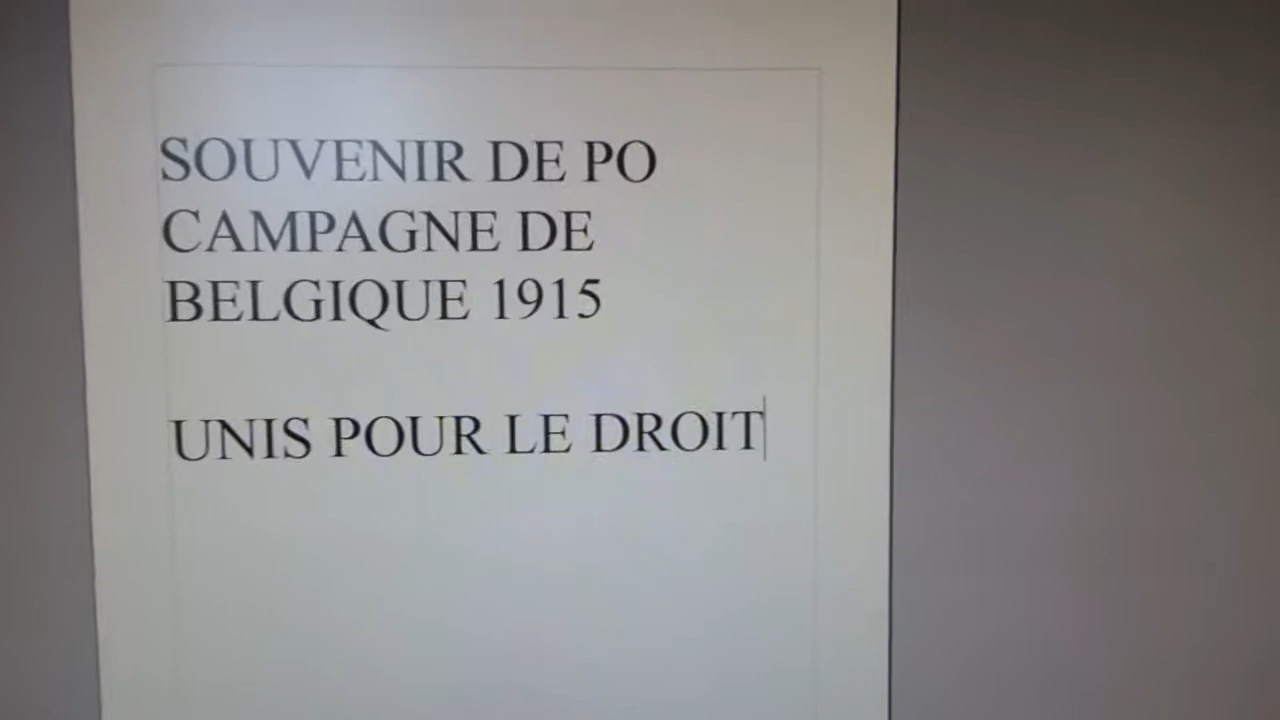 SOUVENIR DE PO
CAMPAGNE DE
BELGIQUE 1915
UNIS POUR LE DROIT